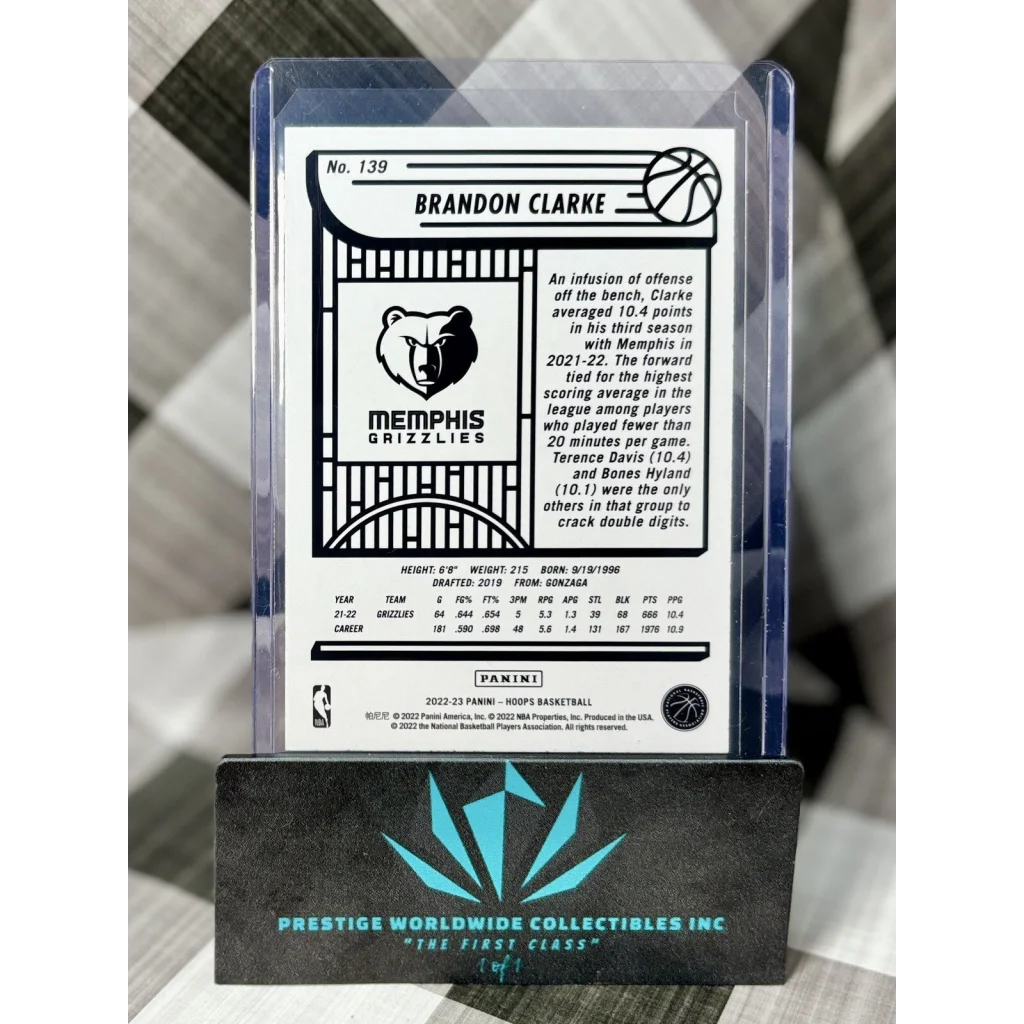 No. 139
BRANDON CLARKE
An infusion of offense
off the bench, Clarke
averaged 10.4 points
in his third season
with Memphis in
2021-22. The forward
tied for the highest
scoring average in the
league among players
who played fewer than
20 minutes per game.
Terence Davis (10.4)
and Bones Hyland
(10.1) were the only
others in that group to
crack double digits.
MEMPHIS
GRIZZLIES
HEIGHT: 6'8" WEIGHT: 215 BORN: 9/19/1996
DRAFTED: 2019 FROM: GONZAGA
YEAR TEAM G FG% FT% 3PM RPG APG STL BLK PTS PPG
21-22 GRIZZLIES 64 .644 .654 5 5.3 1.3 39 68 666 10.4
CAREER 181 .590 .698 48 5.6 1.4 131 167 1976 10.9
PANINI
2022-23 PANINI – HOOPS BASKETBALL
帕尼尼 © 2022 Panini America, Inc. © 2022 NBA Properties, Inc. Produced in the USA.
© 2022 the National Basketball Players Association. All rights reserved.
NBA
PRESTIGE WORLDWIDE COLLECTIBLES INC
"THE FIRST CLASS"
1 of 1